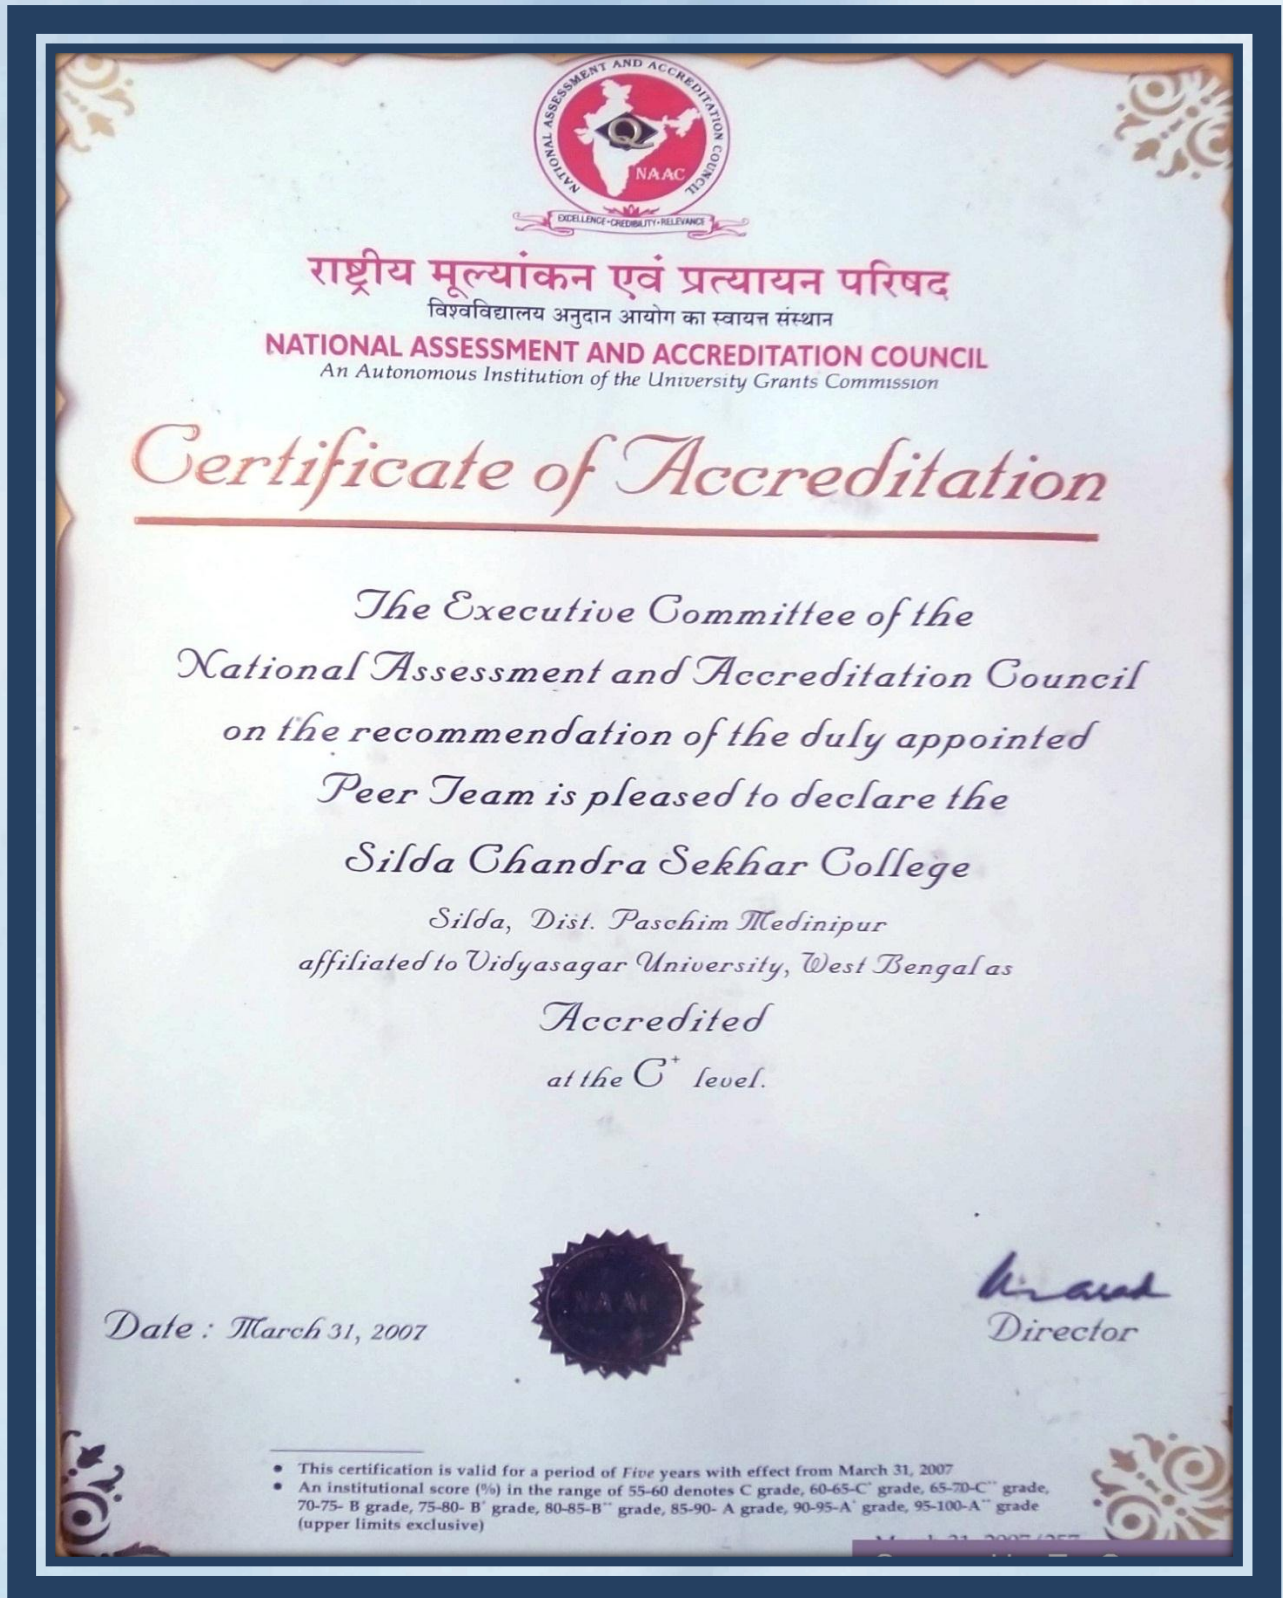 NATIONAL ASSESSMENT AND ACCREDITATION COUNCIL
Q
NAAC
EXCELLENCE•CREDIBILITY•RELEVANCE
राष्ट्रीय मूल्यांकन एवं प्रत्यायन परिषद
विश्वविद्यालय अनुदान आयोग का स्वायत्त संस्थान
NATIONAL ASSESSMENT AND ACCREDITATION COUNCIL
An Autonomous Institution of the University Grants Commission
Certificate of Accreditation
The Executive Committee of the
National Assessment and Accreditation Council
on the recommendation of the duly appointed
Peer Team is pleased to declare the
Silda Chandra Sekhar College
Silda, Dist. Paschim Medinipur
affiliated to Vidyasagar University, West Bengal as
Accredited
at the C⁺ level.
NAAC
Date : March 31, 2007
Director
• This certification is valid for a period of Five years with effect from March 31, 2007
• An institutional score (%) in the range of 55-60 denotes C grade, 60-65-C⁺ grade, 65-70-C⁺⁺ grade,
70-75- B grade, 75-80- B⁺ grade, 80-85-B⁺⁺ grade, 85-90- A grade, 90-95-A⁺ grade, 95-100-A⁺⁺ grade
(upper limits exclusive)